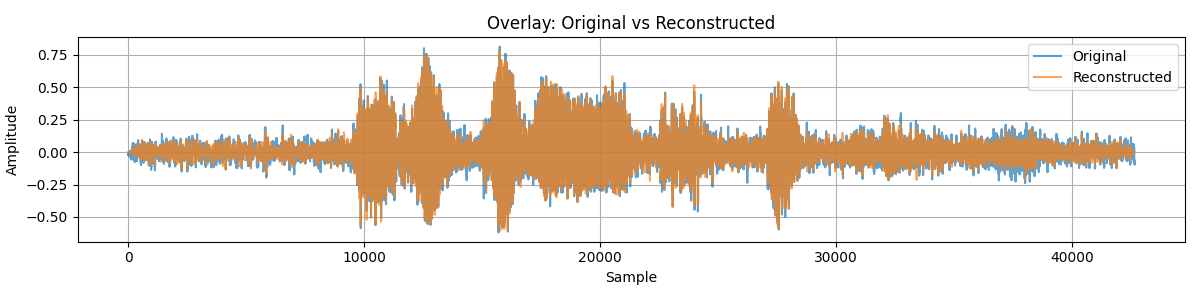 Overlay: Original vs Reconstructed
Original
Reconstructed
Amplitude
0.75
0.50
0.25
0.00
−0.25
−0.50
0 10000 20000 30000 40000
Sample